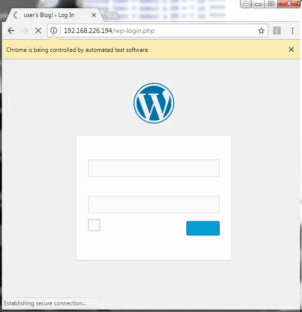 user's Blog! › Log In
192.168.226.194/wp-login.php
Chrome is being controlled by automated test software.
Establishing secure connection...